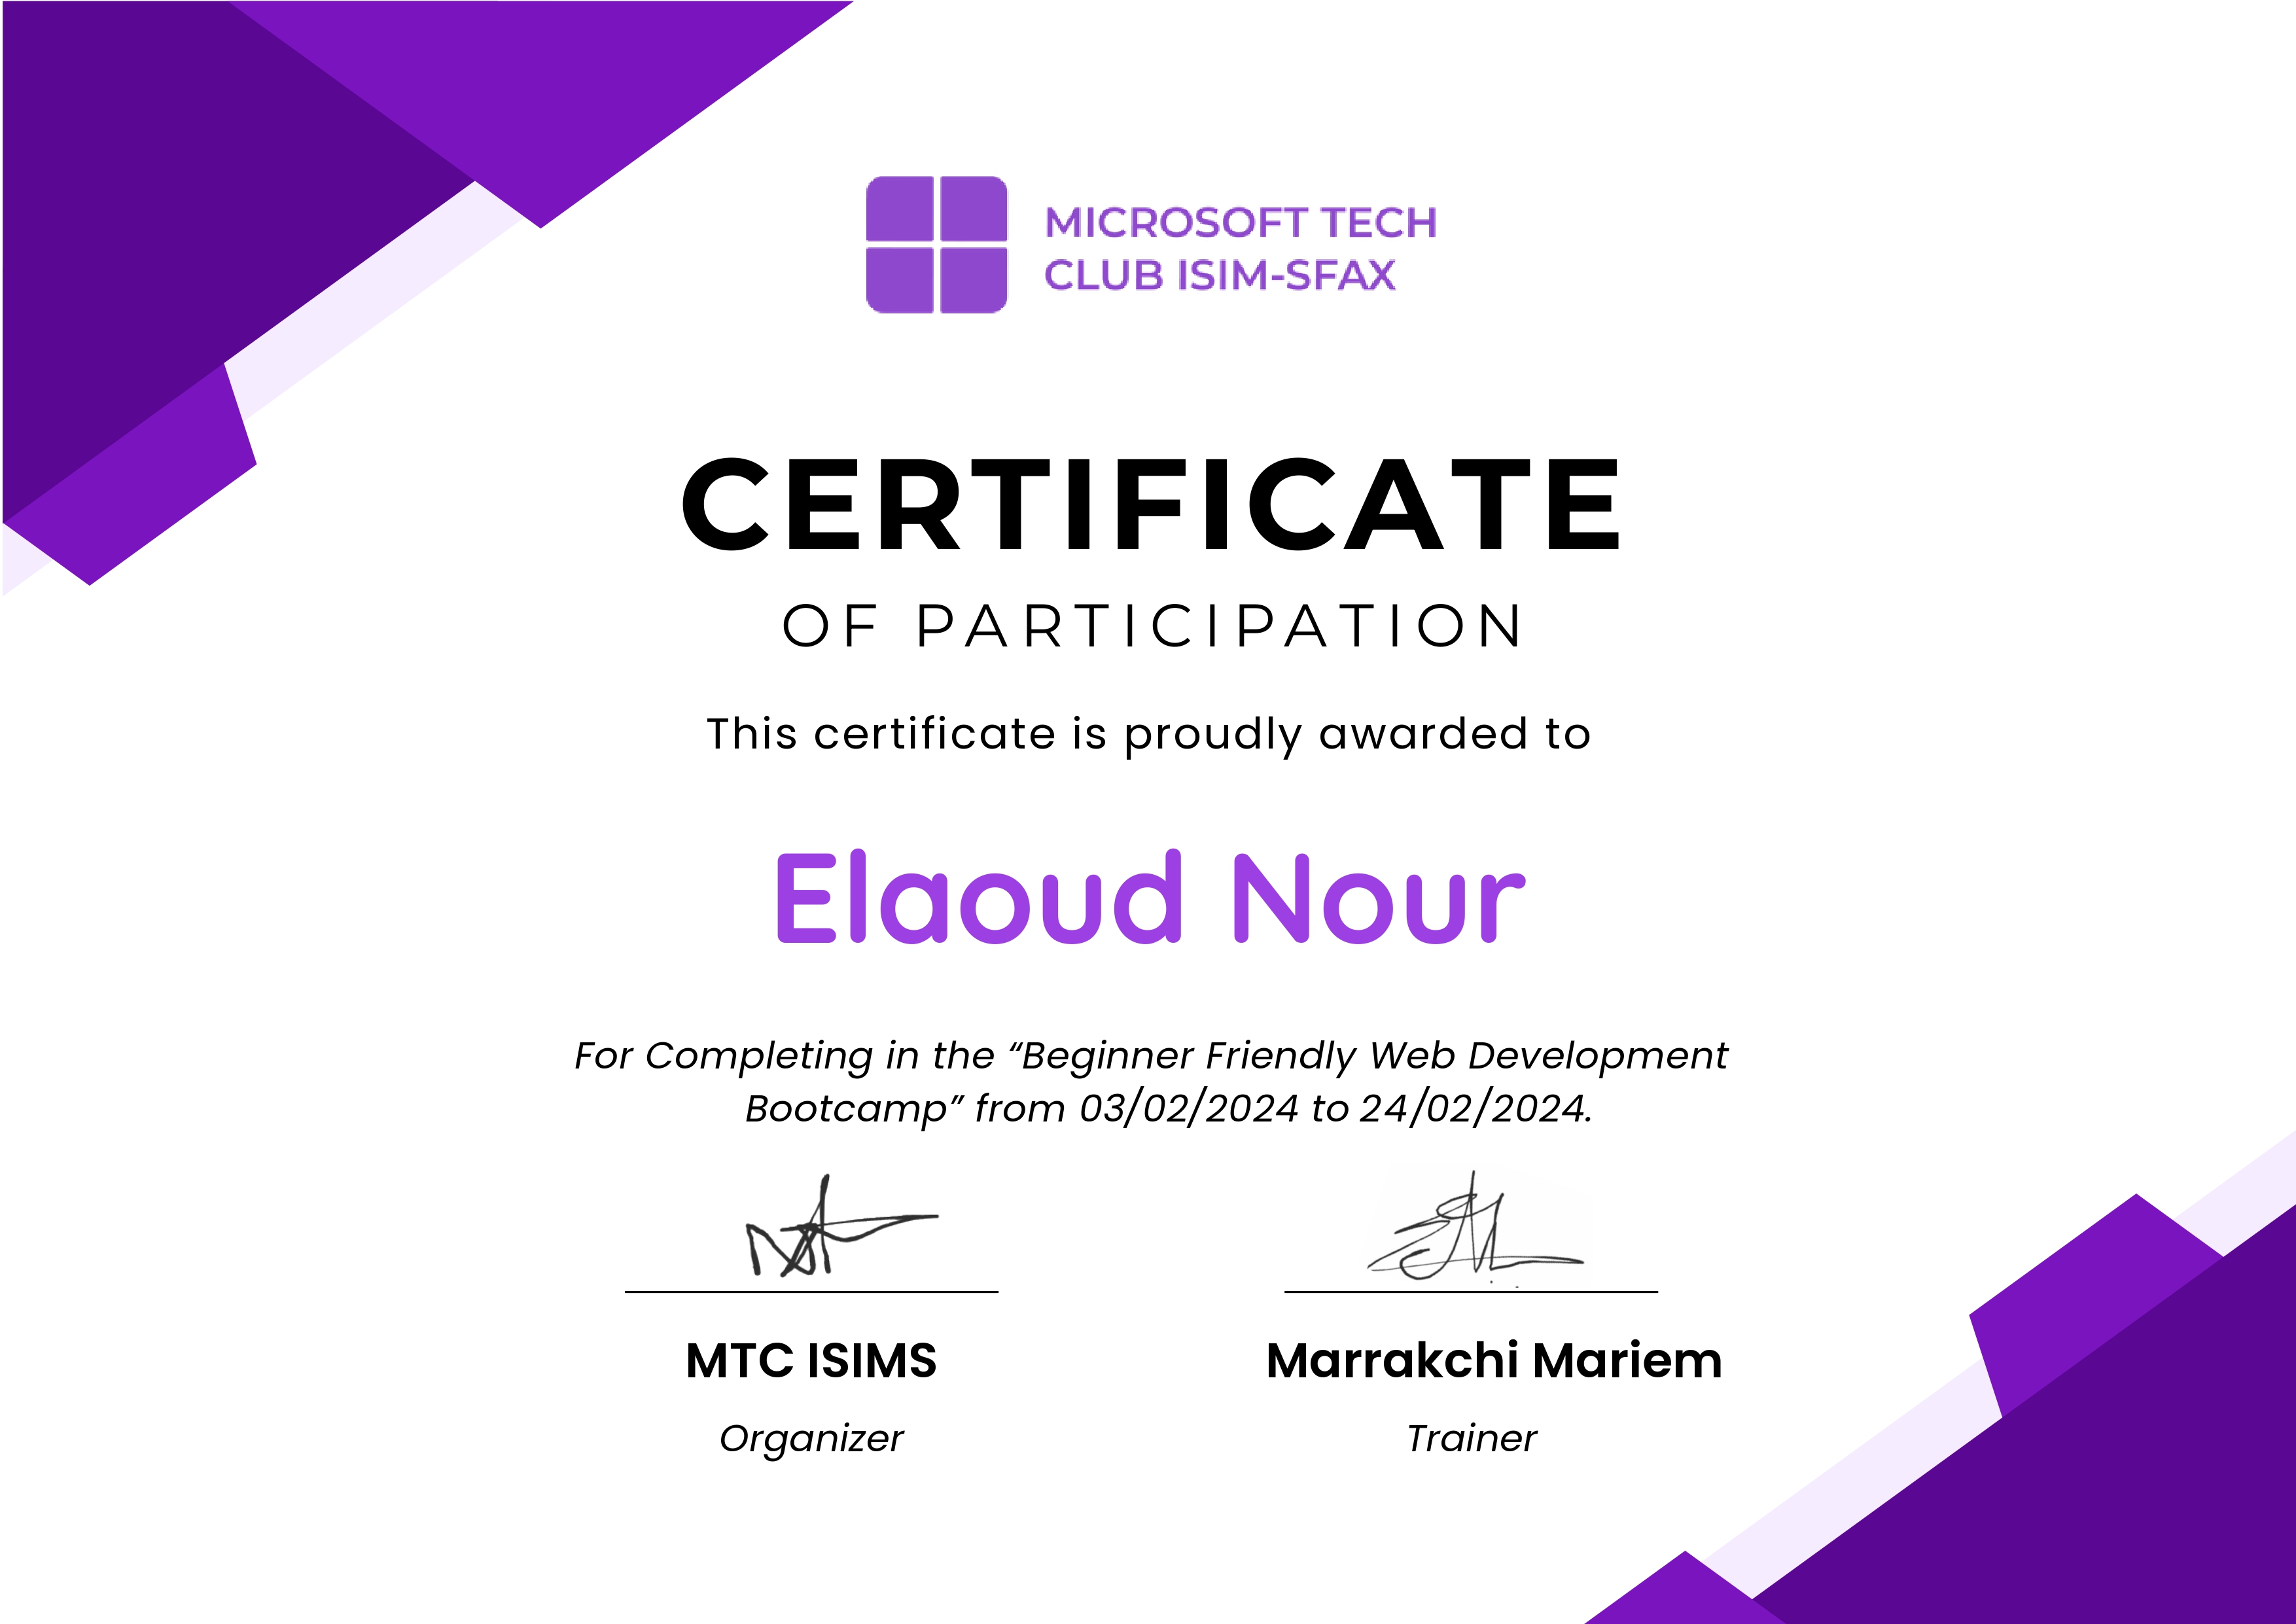 MICROSOFT TECH
CLUB ISIM-SFAX
CERTIFICATE
OF PARTICIPATION
This certificate is proudly awarded to
Elaoud Nour
For Completing in the “Beginner Friendly Web Development
Bootcamp” from 03/02/2024 to 24/02/2024.
MTC ISIMS
Marrakchi Mariem
Organizer
Trainer